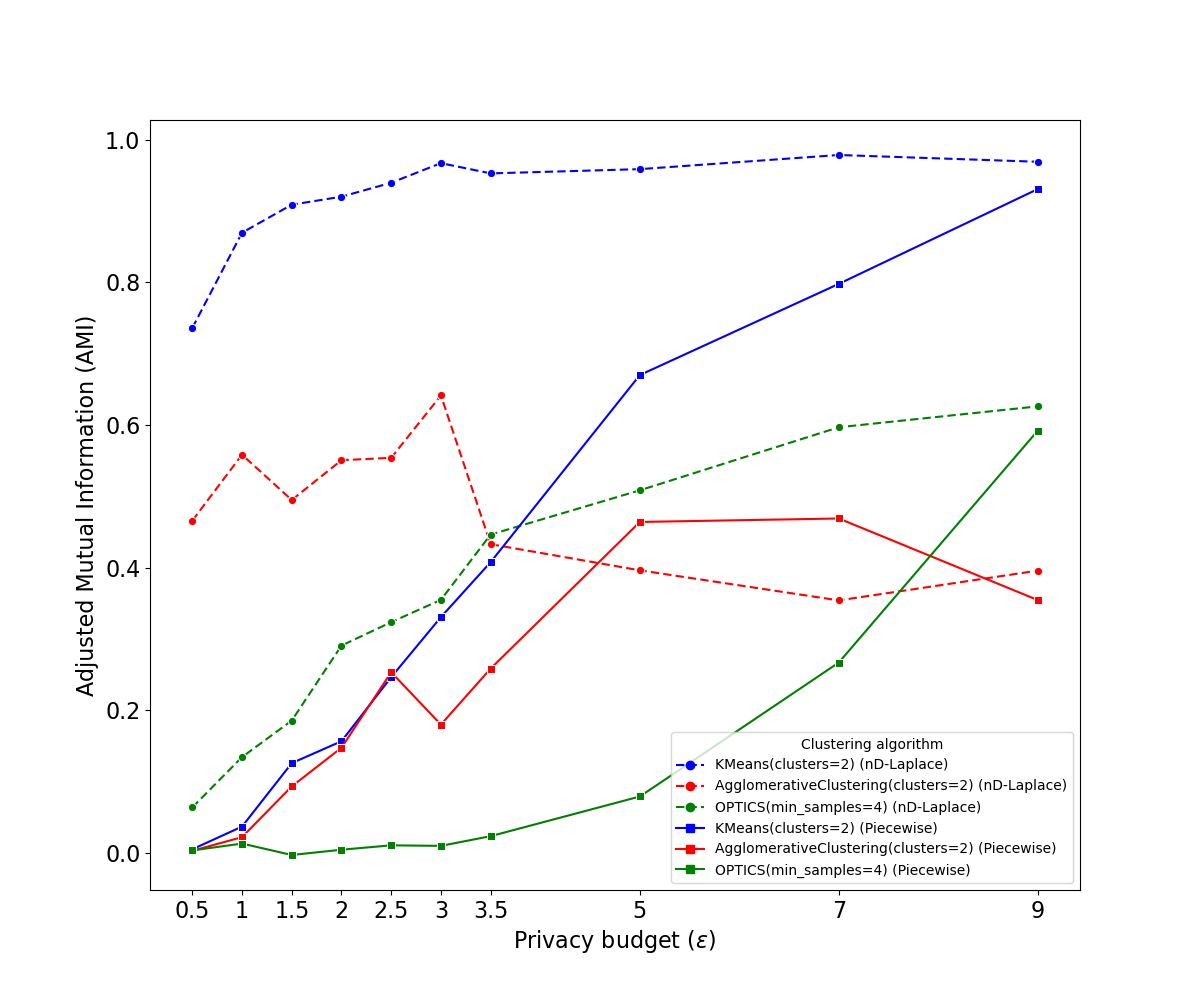 1.0
0.8
0.6
0.4
0.2
0.0
Adjusted Mutual Information (AMI)
0.5 1 1.5 2 2.5 3 3.5 5 7 9
Privacy budget (ε)
Clustering algorithm
KMeans(clusters=2) (nD-Laplace)
AgglomerativeClustering(clusters=2) (nD-Laplace)
OPTICS(min_samples=4) (nD-Laplace)
KMeans(clusters=2) (Piecewise)
AgglomerativeClustering(clusters=2) (Piecewise)
OPTICS(min_samples=4) (Piecewise)